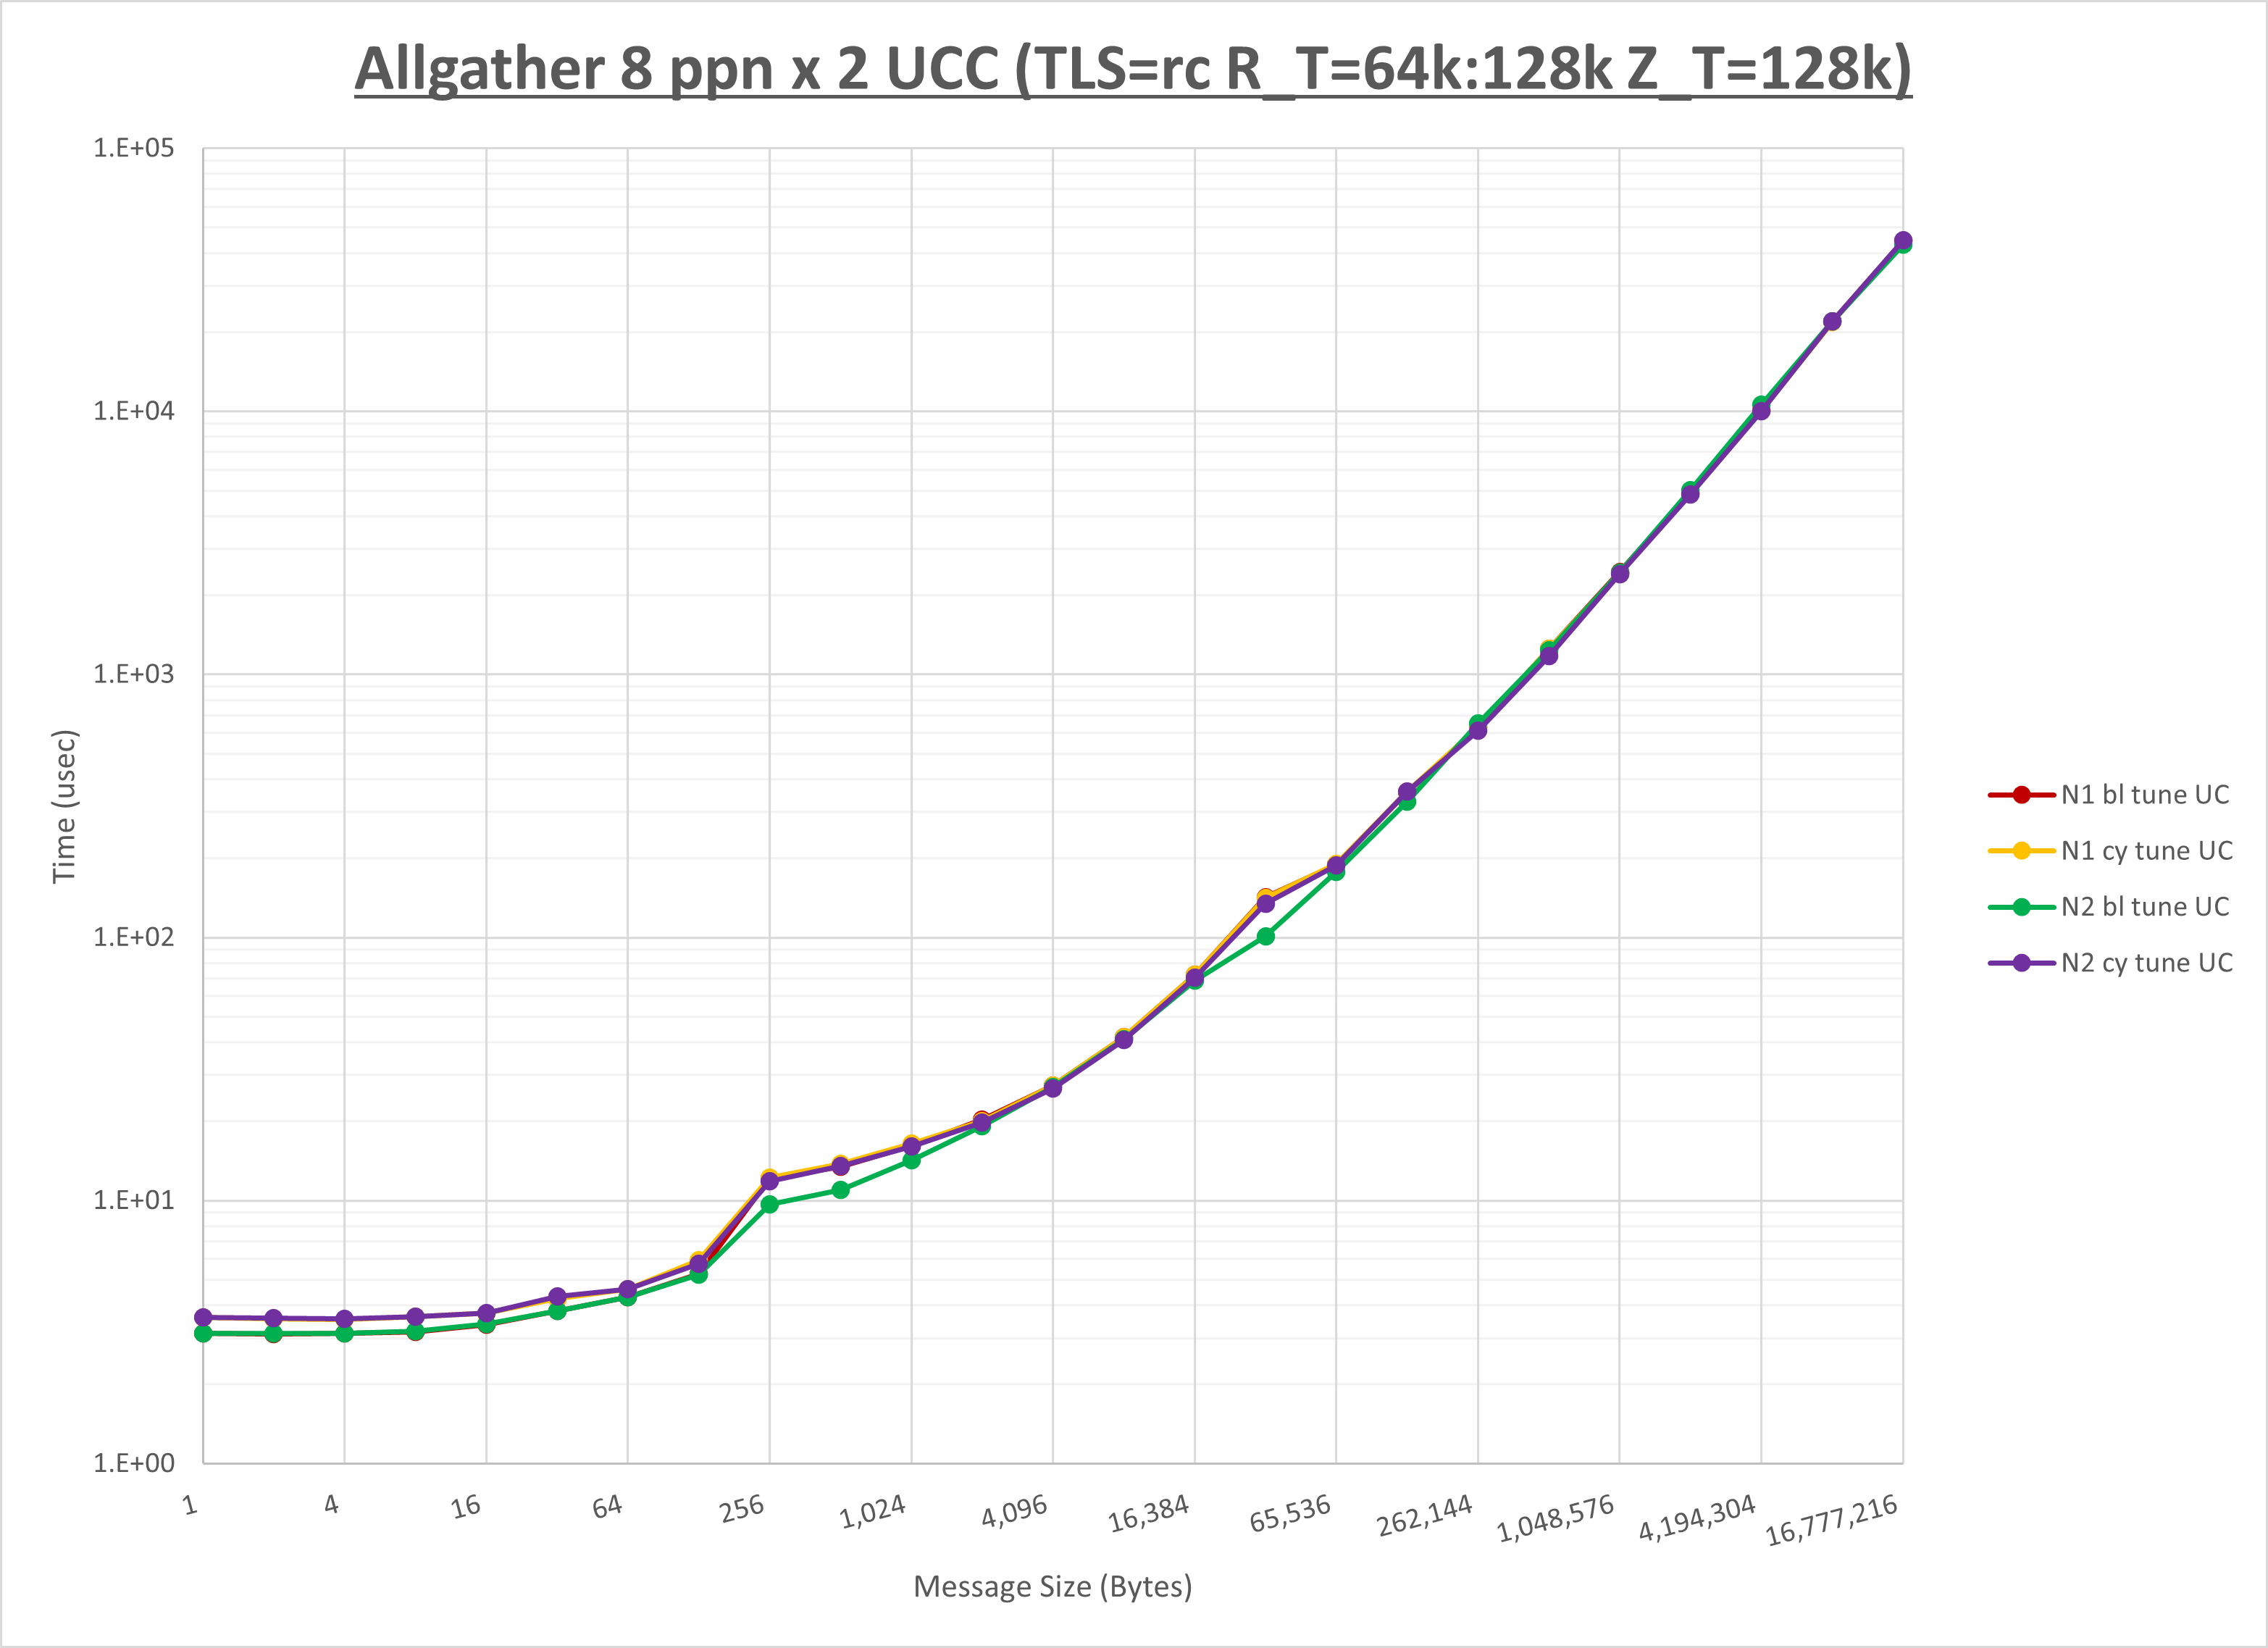 Allgather 8 ppn x 2 UCC (TLS=rc R_T=64k:128k Z_T=128k)
1.E+05
1.E+04
1.E+03
1.E+02
1.E+01
1.E+00
Time (usec)
1
4
16
64
256
1,024
4,096
16,384
65,536
262,144
1,048,576
4,194,304
16,777,216
Message Size (Bytes)
N1 bl tune UC
N1 cy tune UC
N2 bl tune UC
N2 cy tune UC